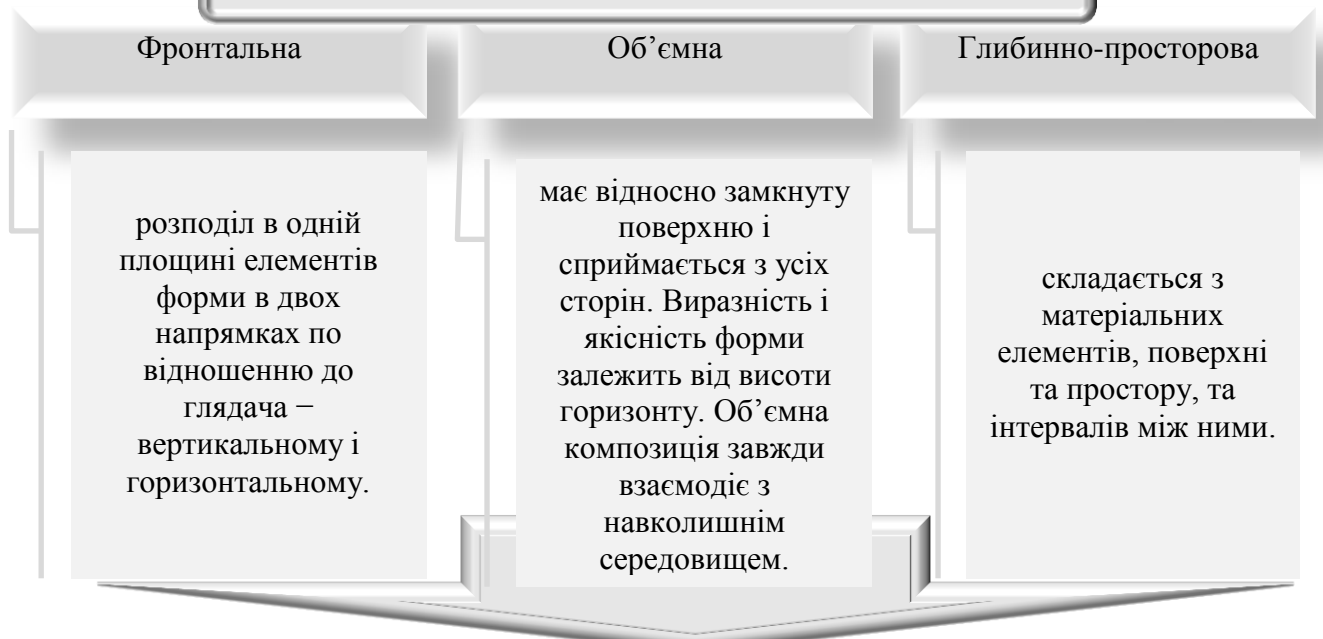 Фронтальна
розподіл в одній
площині елементів
форми в двох
напрямках по
відношенню до
глядача −
вертикальному і
горизонтальному.
Об’ємна
має відносно замкнуту
поверхню і
сприймається з усіх
сторін. Виразність і
якісність форми
залежить від висоти
горизонту. Об’ємна
композиція завжди
взаємодіє з
навколишнім
середовищем.
Глибинно-просторова
складається з
матеріальних
елементів, поверхні
та простору, та
інтервалів між ними.